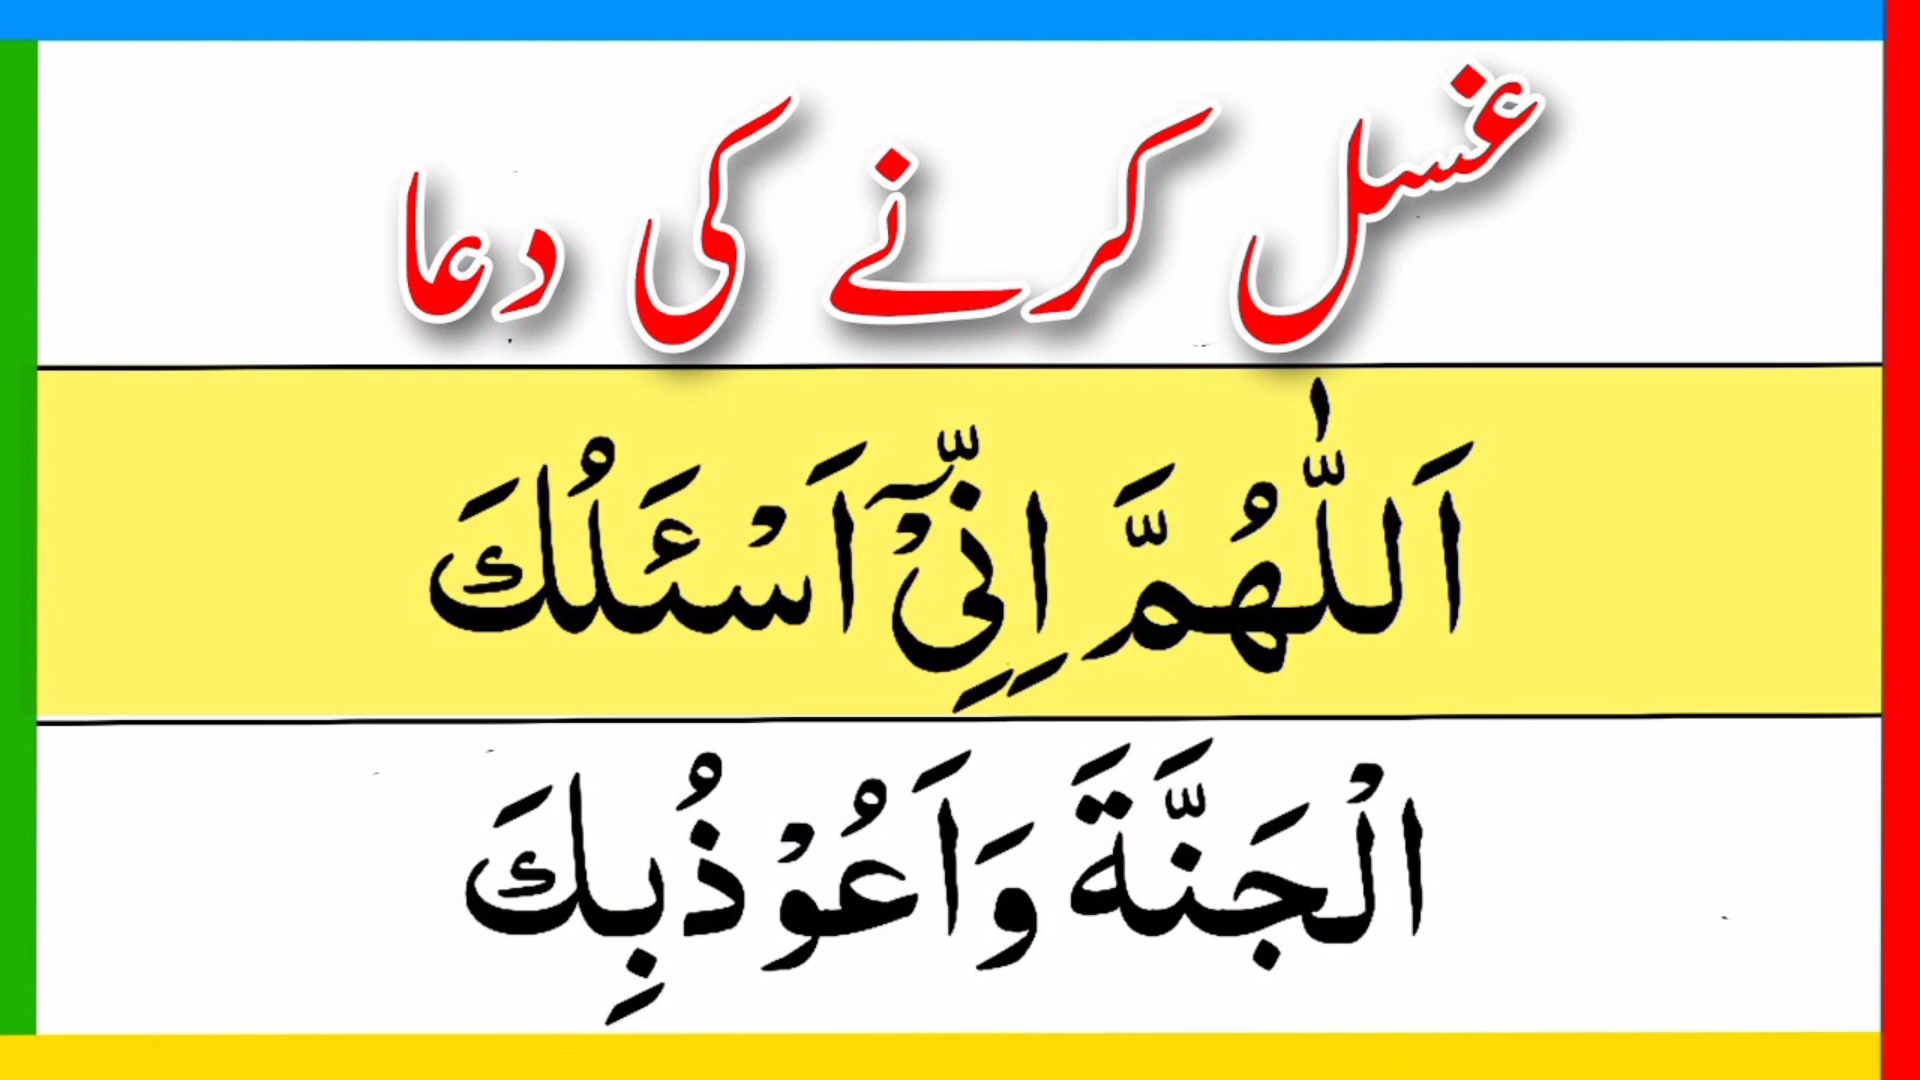 غسل کرنے کی دعا
اَللّٰهُمَّ اِنِّیْۤ اَسْئَلُكَ
الْجَنَّةَ وَاَعُوْذُبِكَ